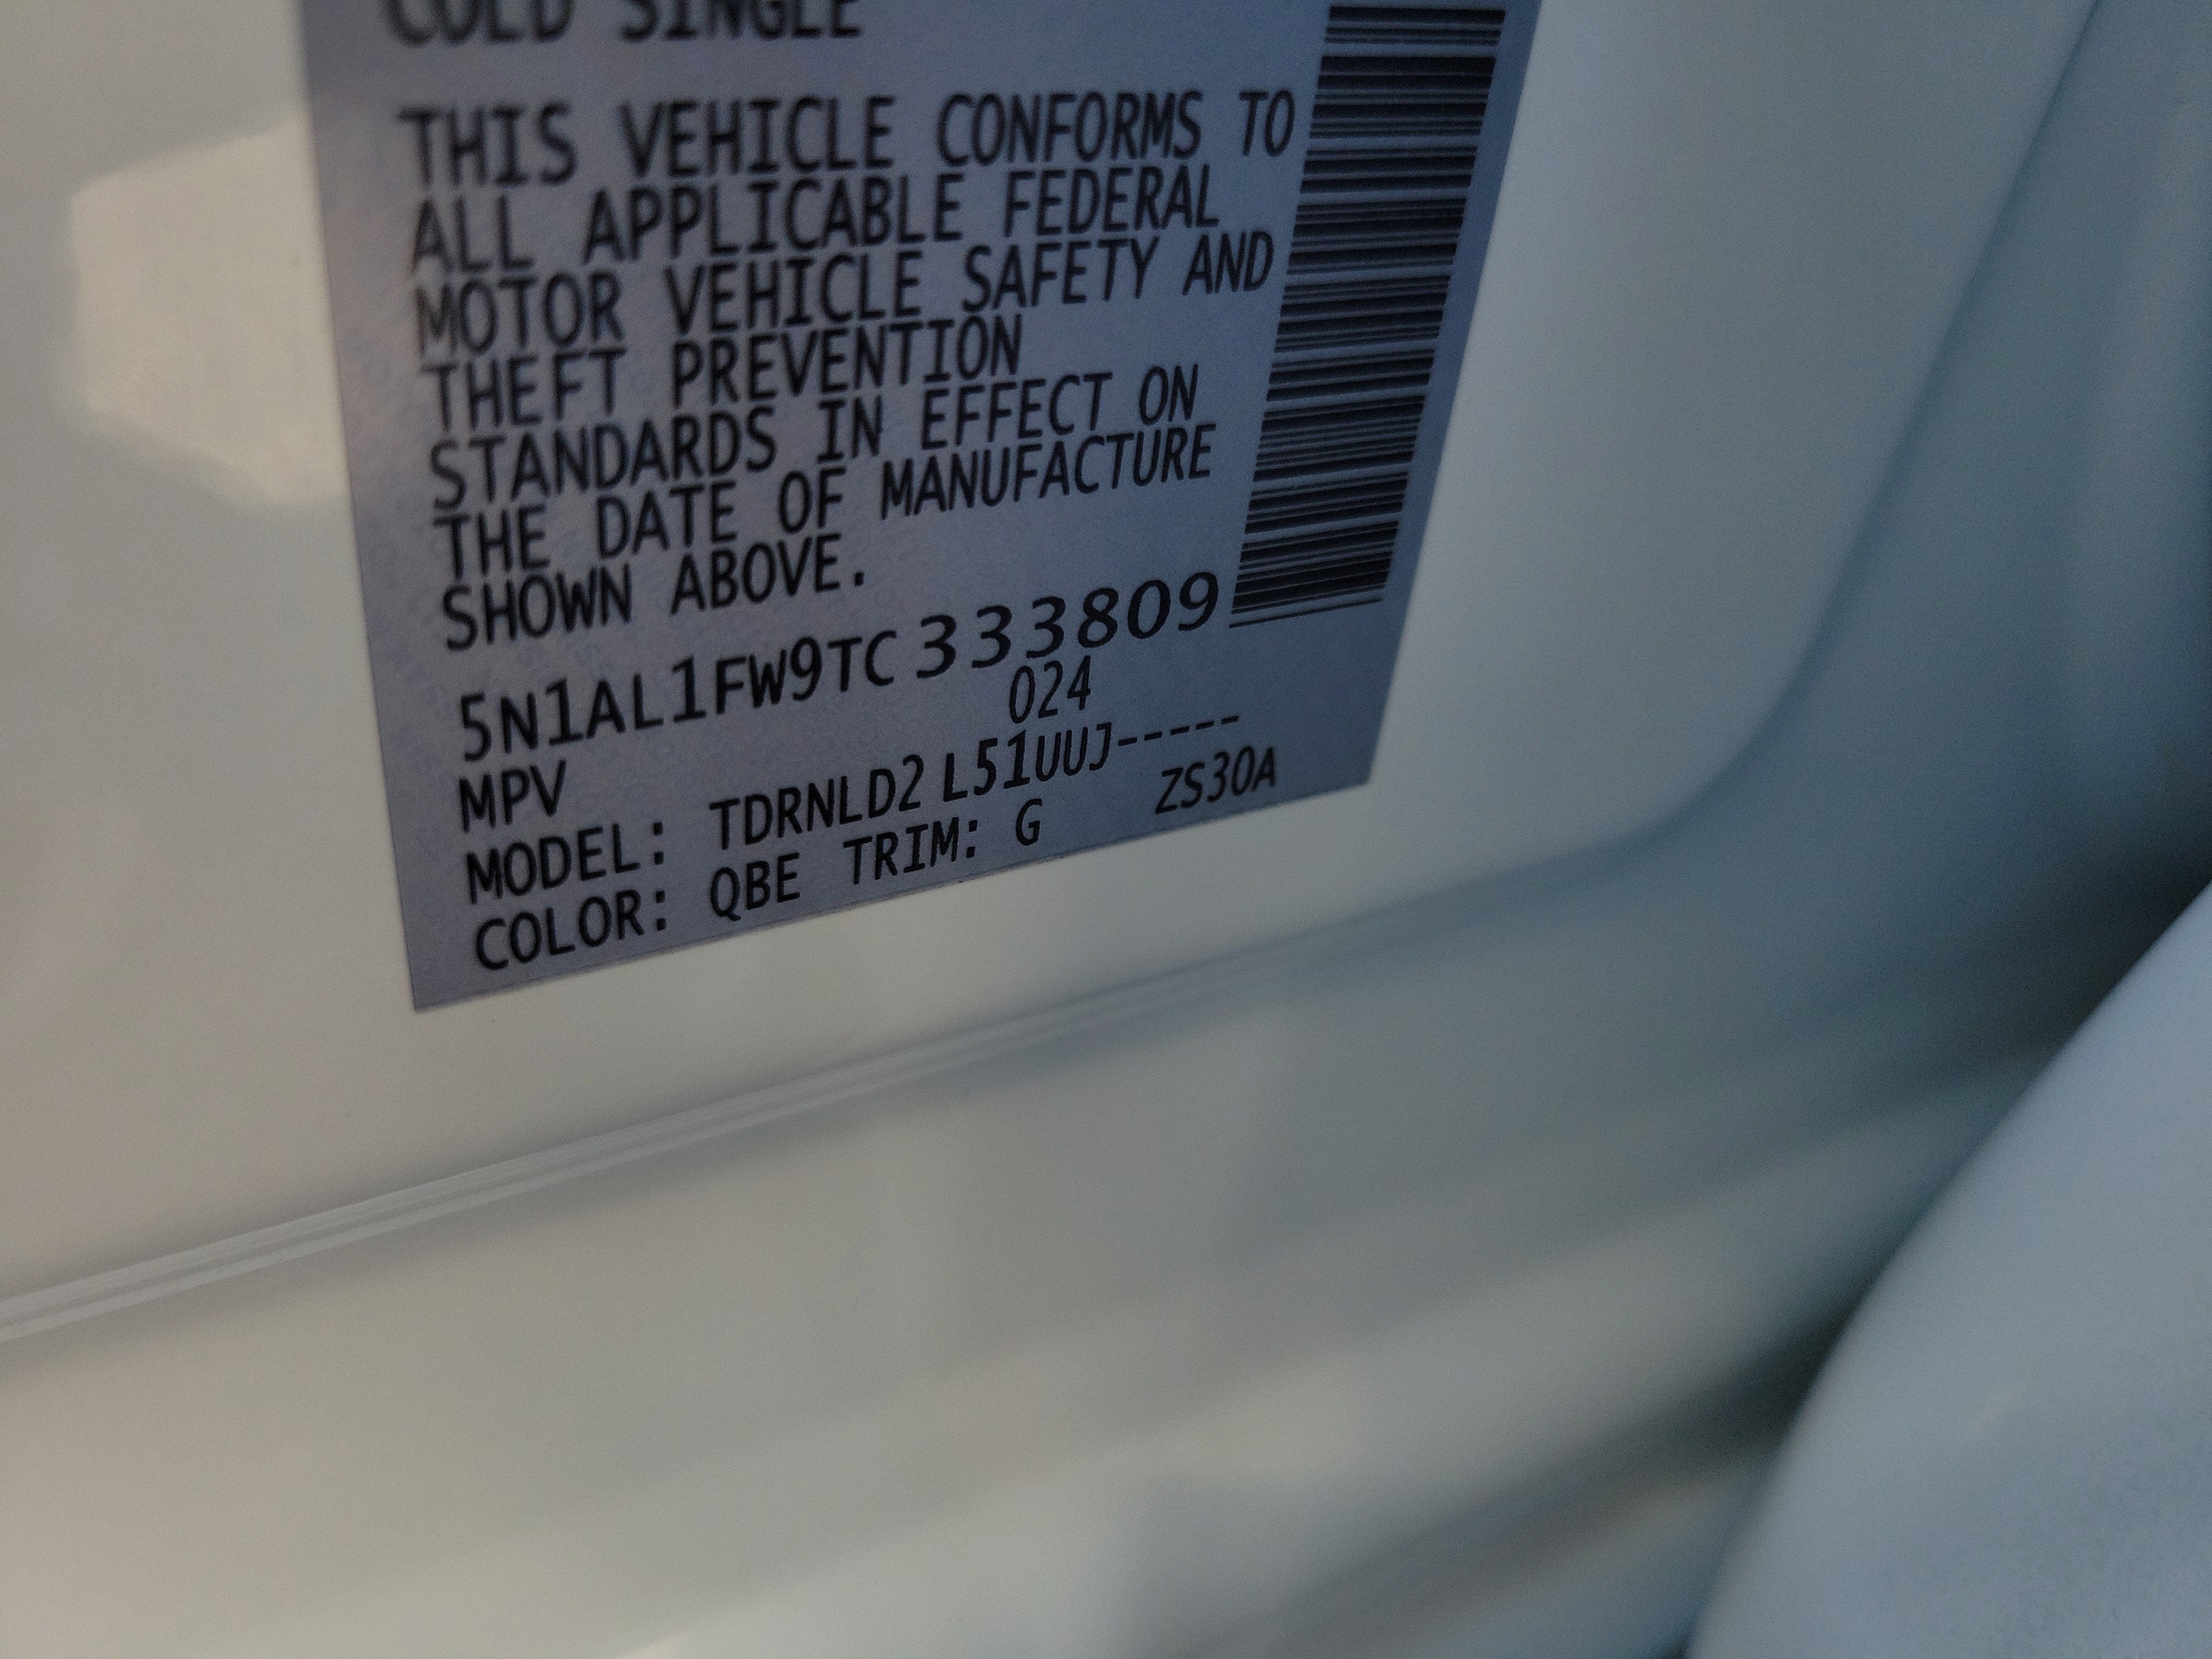 COLD SINGLE
THIS VEHICLE CONFORMS TO
ALL APPLICABLE FEDERAL
MOTOR VEHICLE SAFETY AND
THEFT PREVENTION
STANDARDS IN EFFECT ON
THE DATE OF MANUFACTURE
SHOWN ABOVE.
5N1AL1FW9TC333809
MPV 024
MODEL: TDRNLD2 L51UUJ-----
COLOR: QBE TRIM: G ZS30A